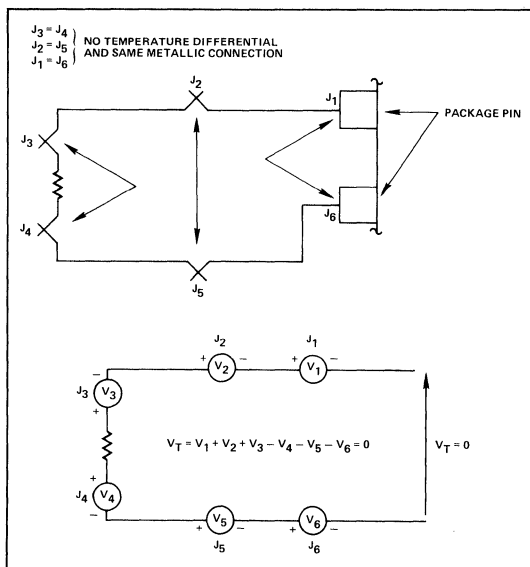 J3 = J4
J2 = J5
J1 = J6
NO TEMPERATURE DIFFERENTIAL
AND SAME METALLIC CONNECTION
J2
J1
PACKAGE PIN
J3
J4
J6
J5
J2
J1
+ V2 −
+ V1 −
−
J3
V3
+
VT = V1 + V2 + V3 − V4 − V5 − V6 = 0
VT = 0
+
J4
V4
−
+ V5 −
+ V6 −
J5
J6